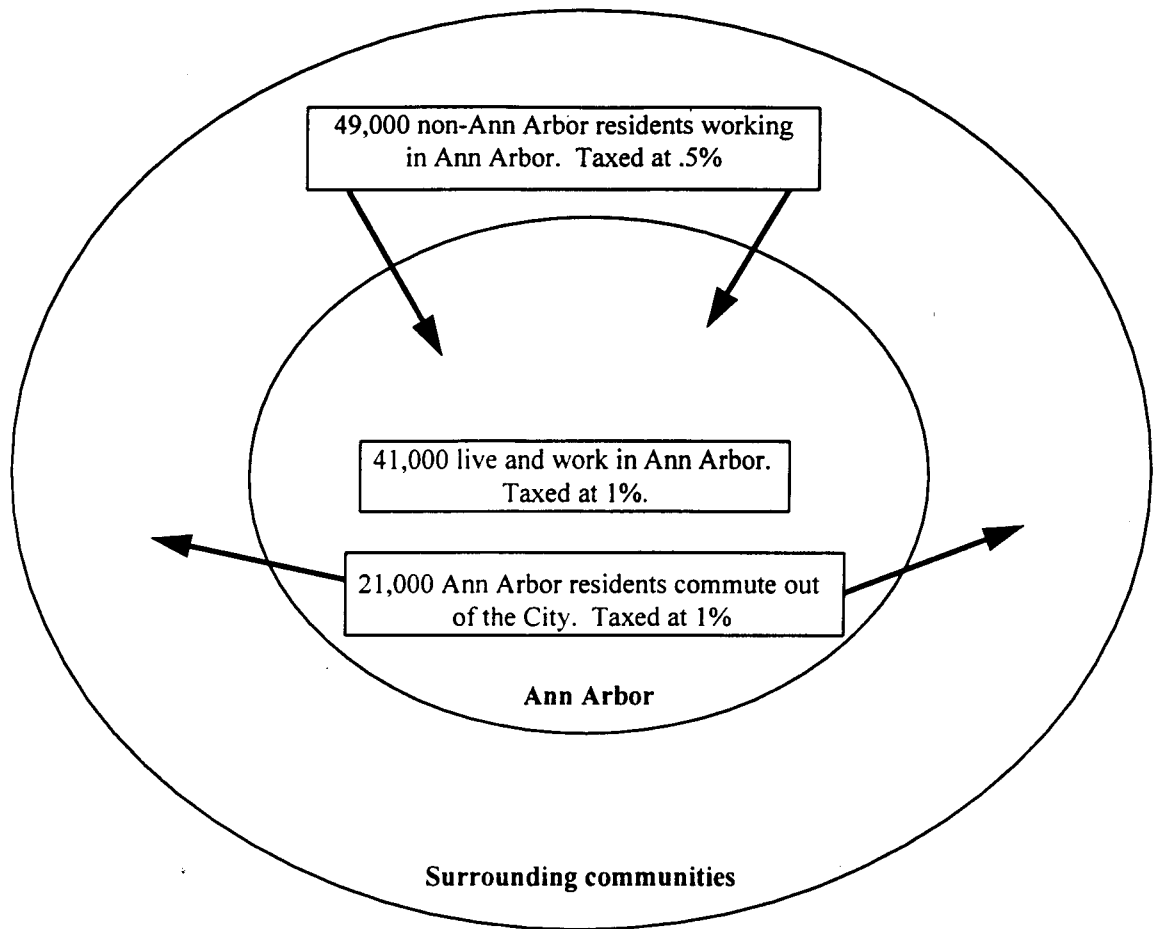 49,000 non-Ann Arbor residents working
in Ann Arbor. Taxed at .5%
41,000 live and work in Ann Arbor.
Taxed at 1%.
21,000 Ann Arbor residents commute out
of the City. Taxed at 1%
Ann Arbor
Surrounding communities